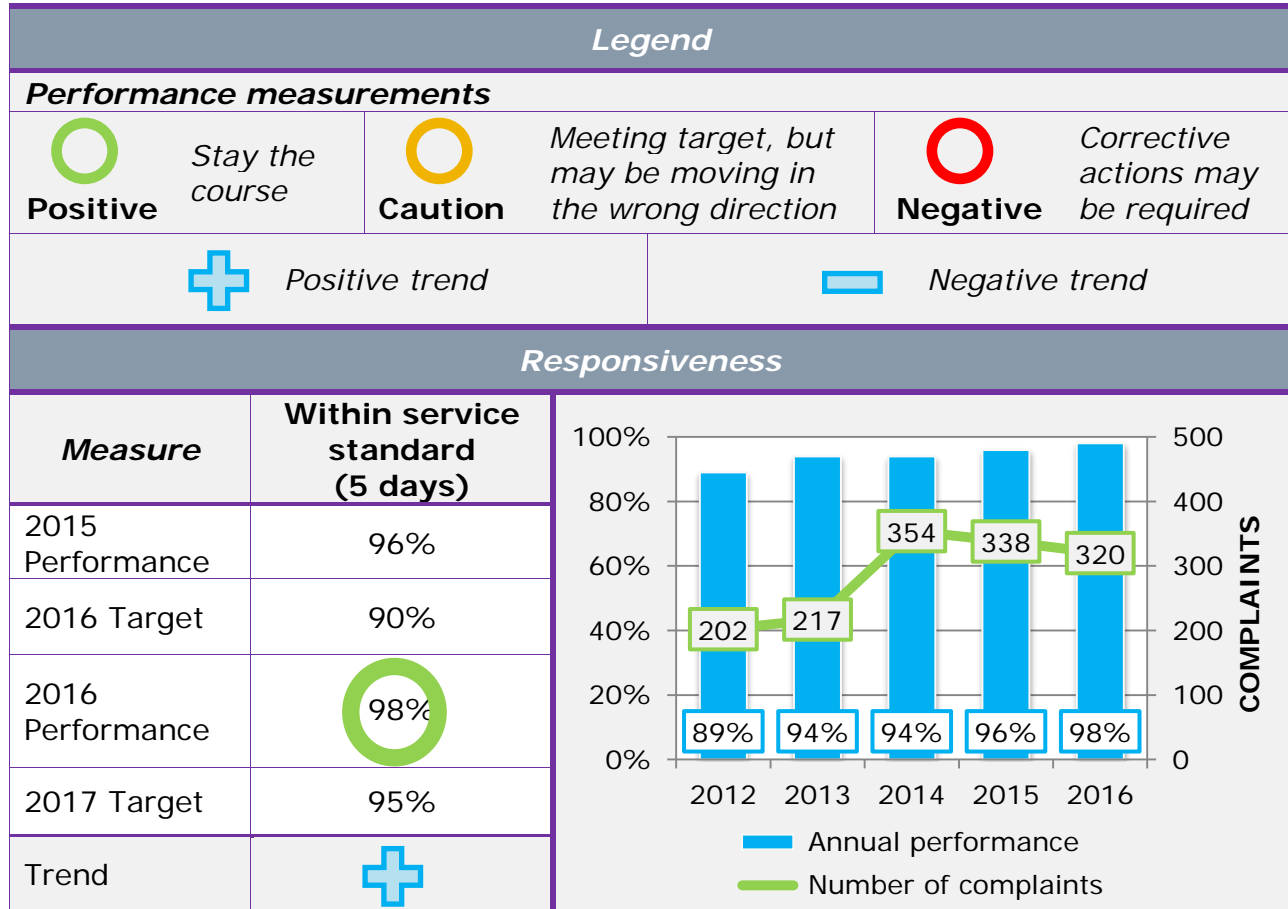 Legend
Performance measurements
Positive
Stay the
course
Caution
Meeting target, but
may be moving in
the wrong direction
Negative
Corrective
actions may
be required
Positive trend
Negative trend
Responsiveness
Measure
Within service
standard
(5 days)
2015
Performance
96%
2016 Target
90%
2016
Performance
98%
2017 Target
95%
Trend
100%
80%
60%
40%
20%
0%
500
400
300
200
100
0
COMPLAINTS
202
217
354
338
320
89%
94%
94%
96%
98%
2012
2013
2014
2015
2016
Annual performance
Number of complaints